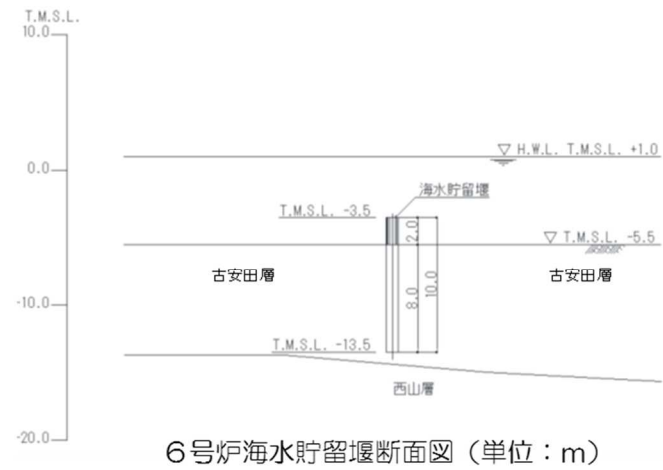 T.M.S.L.
10.0
▽ H.W.L. T.M.S.L. +1.0
0.0
海水貯留堰
T.M.S.L. -3.5
2.0
▽ T.M.S.L. -5.5
古安田層
古安田層
8.0
10.0
-10.0
T.M.S.L. -13.5
西山層
-20.0
6号炉海水貯留堰断面図（単位：m）